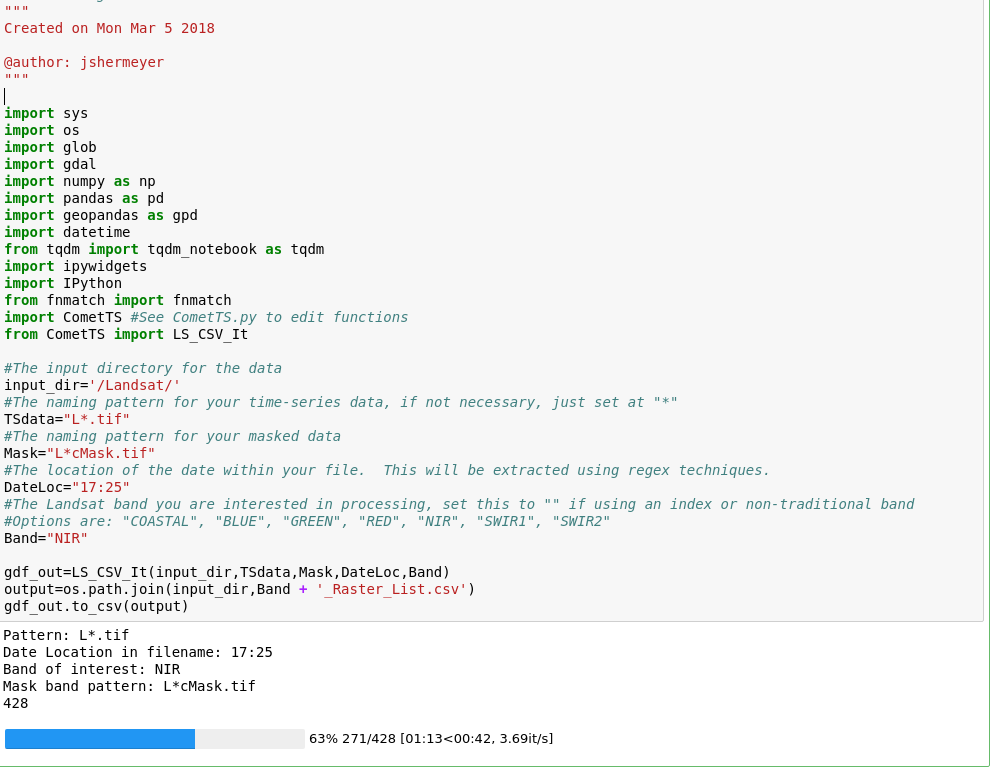 """
Created on Mon Mar 5 2018

@author: jshermeyer
"""

import sys
import os
import glob
import gdal
import numpy as np
import pandas as pd
import geopandas as gpd
import datetime
from tqdm import tqdm_notebook as tqdm
import ipywidgets
import IPython
from fnmatch import fnmatch
import CometTS #See CometTS.py to edit functions
from CometTS import LS_CSV_It

#The input directory for the data
input_dir='/Landsat/'
#The naming pattern for your time-series data, if not necessary, just set at "*"
TSdata="L*.tif"
#The naming pattern for your masked data
Mask="L*cMask.tif"
#The location of the date within your file.  This will be extracted using regex techniques.
DateLoc="17:25"
#The Landsat band you are interested in processing, set this to "" if using an index or non-traditional band
#Options are: "COASTAL", "BLUE", "GREEN", "RED", "NIR", "SWIR1", "SWIR2"
Band="NIR"

gdf_out=LS_CSV_It(input_dir,TSdata,Mask,DateLoc,Band)
output=os.path.join(input_dir,Band + '_Raster_List.csv')
gdf_out.to_csv(output)
Pattern: L*.tif
Date Location in filename: 17:25
Band of interest: NIR
Mask band pattern: L*cMask.tif
428
63% 271/428 [01:13<00:42, 3.69it/s]